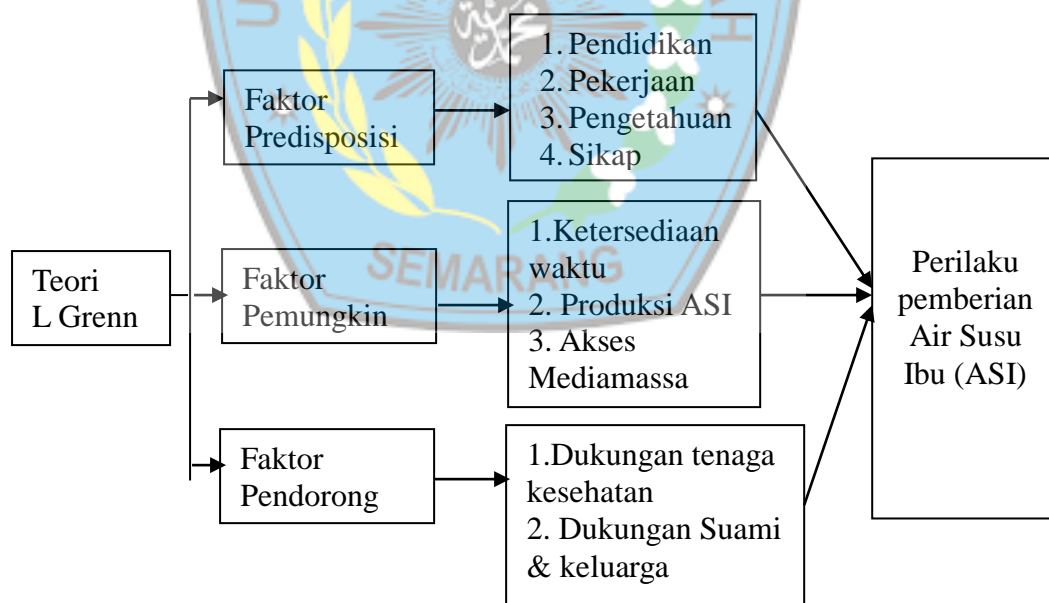 1. Pendidikan
2. Pekerjaan
3. Pengetahuan
4. Sikap
Faktor
Predisposisi
Teori
L Grenn
Faktor
Pemungkin
1.Ketersediaan
waktu
2. Produksi ASI
3. Akses
Mediamassa
Perilaku
pemberian
Air Susu
Ibu (ASI)
Faktor
Pendorong
1.Dukungan tenaga
kesehatan
2. Dukungan Suami
& keluarga
SEMARANG
U
H
محمد